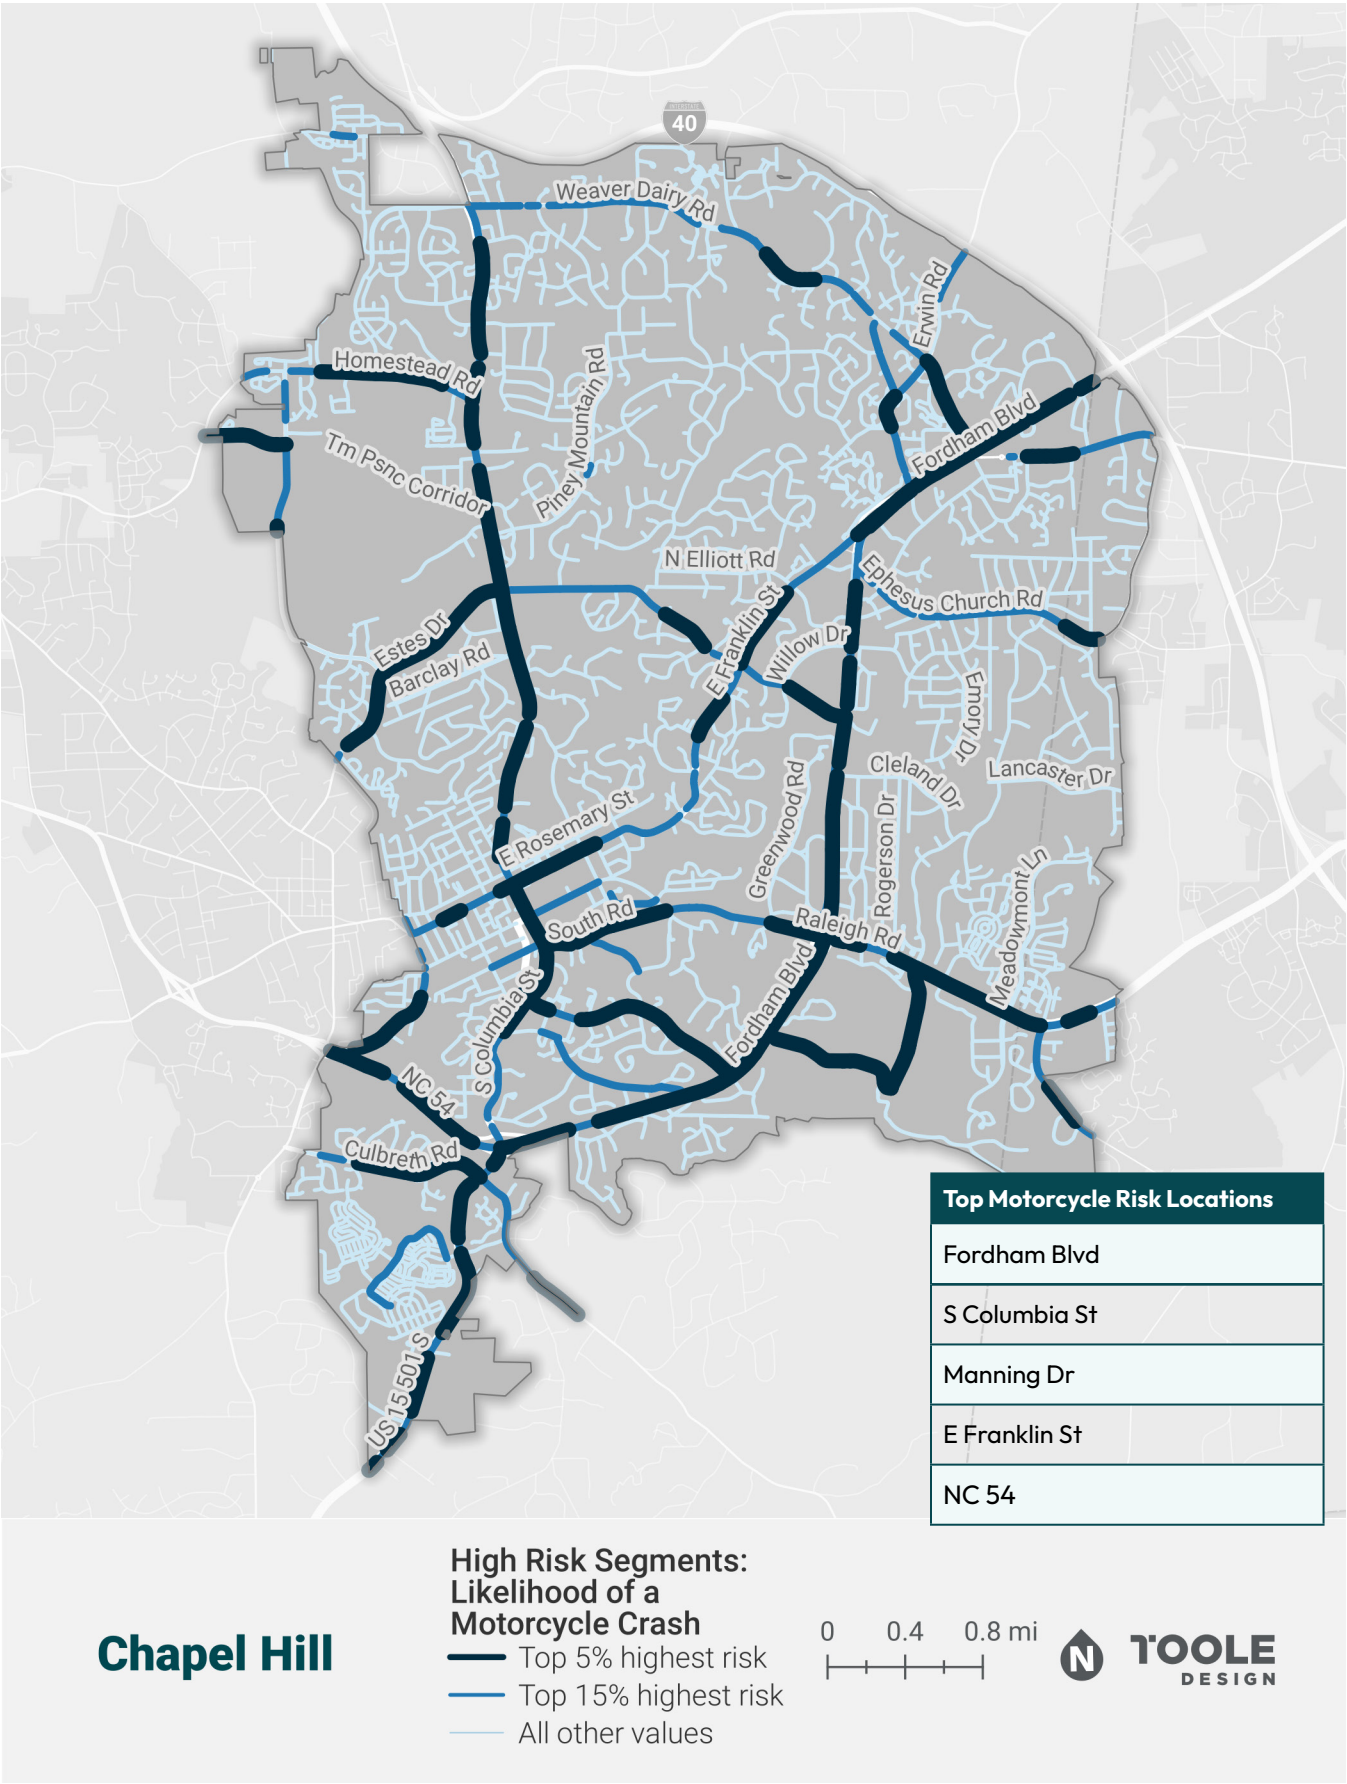 INTERSTATE
40
Weaver Dairy Rd
Erwin Rd
Homestead Rd
Piney Mountain Rd
Fordham Blvd
Tm Psnc Corridor
N Elliott Rd
Ephesus Church Rd
Estes Dr
E Franklin St
Willow Dr
Barclay Rd
Emory Dr
Cleland Dr
Lancaster Dr
Greenwood Rd
E Rosemary St
Rogerson Dr
Meadowmont Ln
South Rd
Raleigh Rd
S Columbia St
Fordham Blvd
NC 54
Culbreth Rd
US 15 501 S
Top Motorcycle Risk Locations
Fordham Blvd
S Columbia St
Manning Dr
E Franklin St
NC 54
Chapel Hill
High Risk Segments:
Likelihood of a
Motorcycle Crash
Top 5% highest risk
Top 15% highest risk
All other values
0 0.4 0.8 mi
N
TOOLE
DESIGN